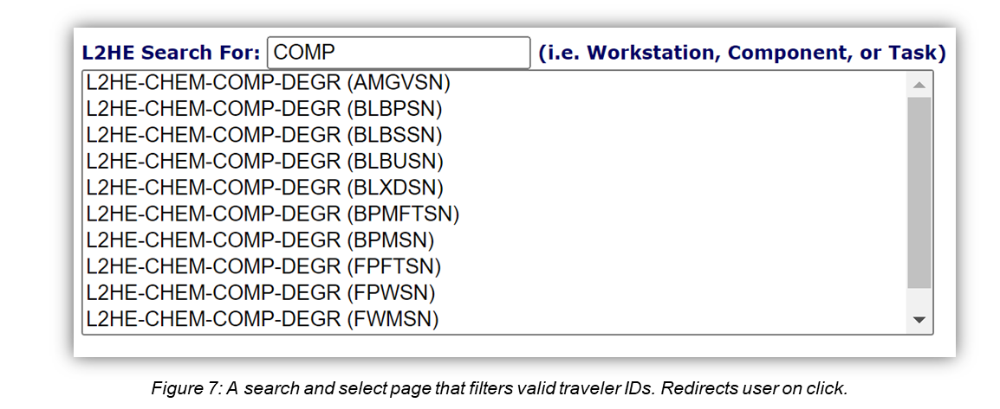 L2HE Search For: COMP (i.e. Workstation, Component, or Task)
L2HE-CHEM-COMP-DEGR (AMGVSN)
L2HE-CHEM-COMP-DEGR (BLBPSN)
L2HE-CHEM-COMP-DEGR (BLBSSN)
L2HE-CHEM-COMP-DEGR (BLBUSN)
L2HE-CHEM-COMP-DEGR (BLXDSN)
L2HE-CHEM-COMP-DEGR (BPMFTSN)
L2HE-CHEM-COMP-DEGR (BPMSN)
L2HE-CHEM-COMP-DEGR (FPFTSN)
L2HE-CHEM-COMP-DEGR (FPWSN)
L2HE-CHEM-COMP-DEGR (FWMSN)
Figure 7: A search and select page that filters valid traveler IDs. Redirects user on click.